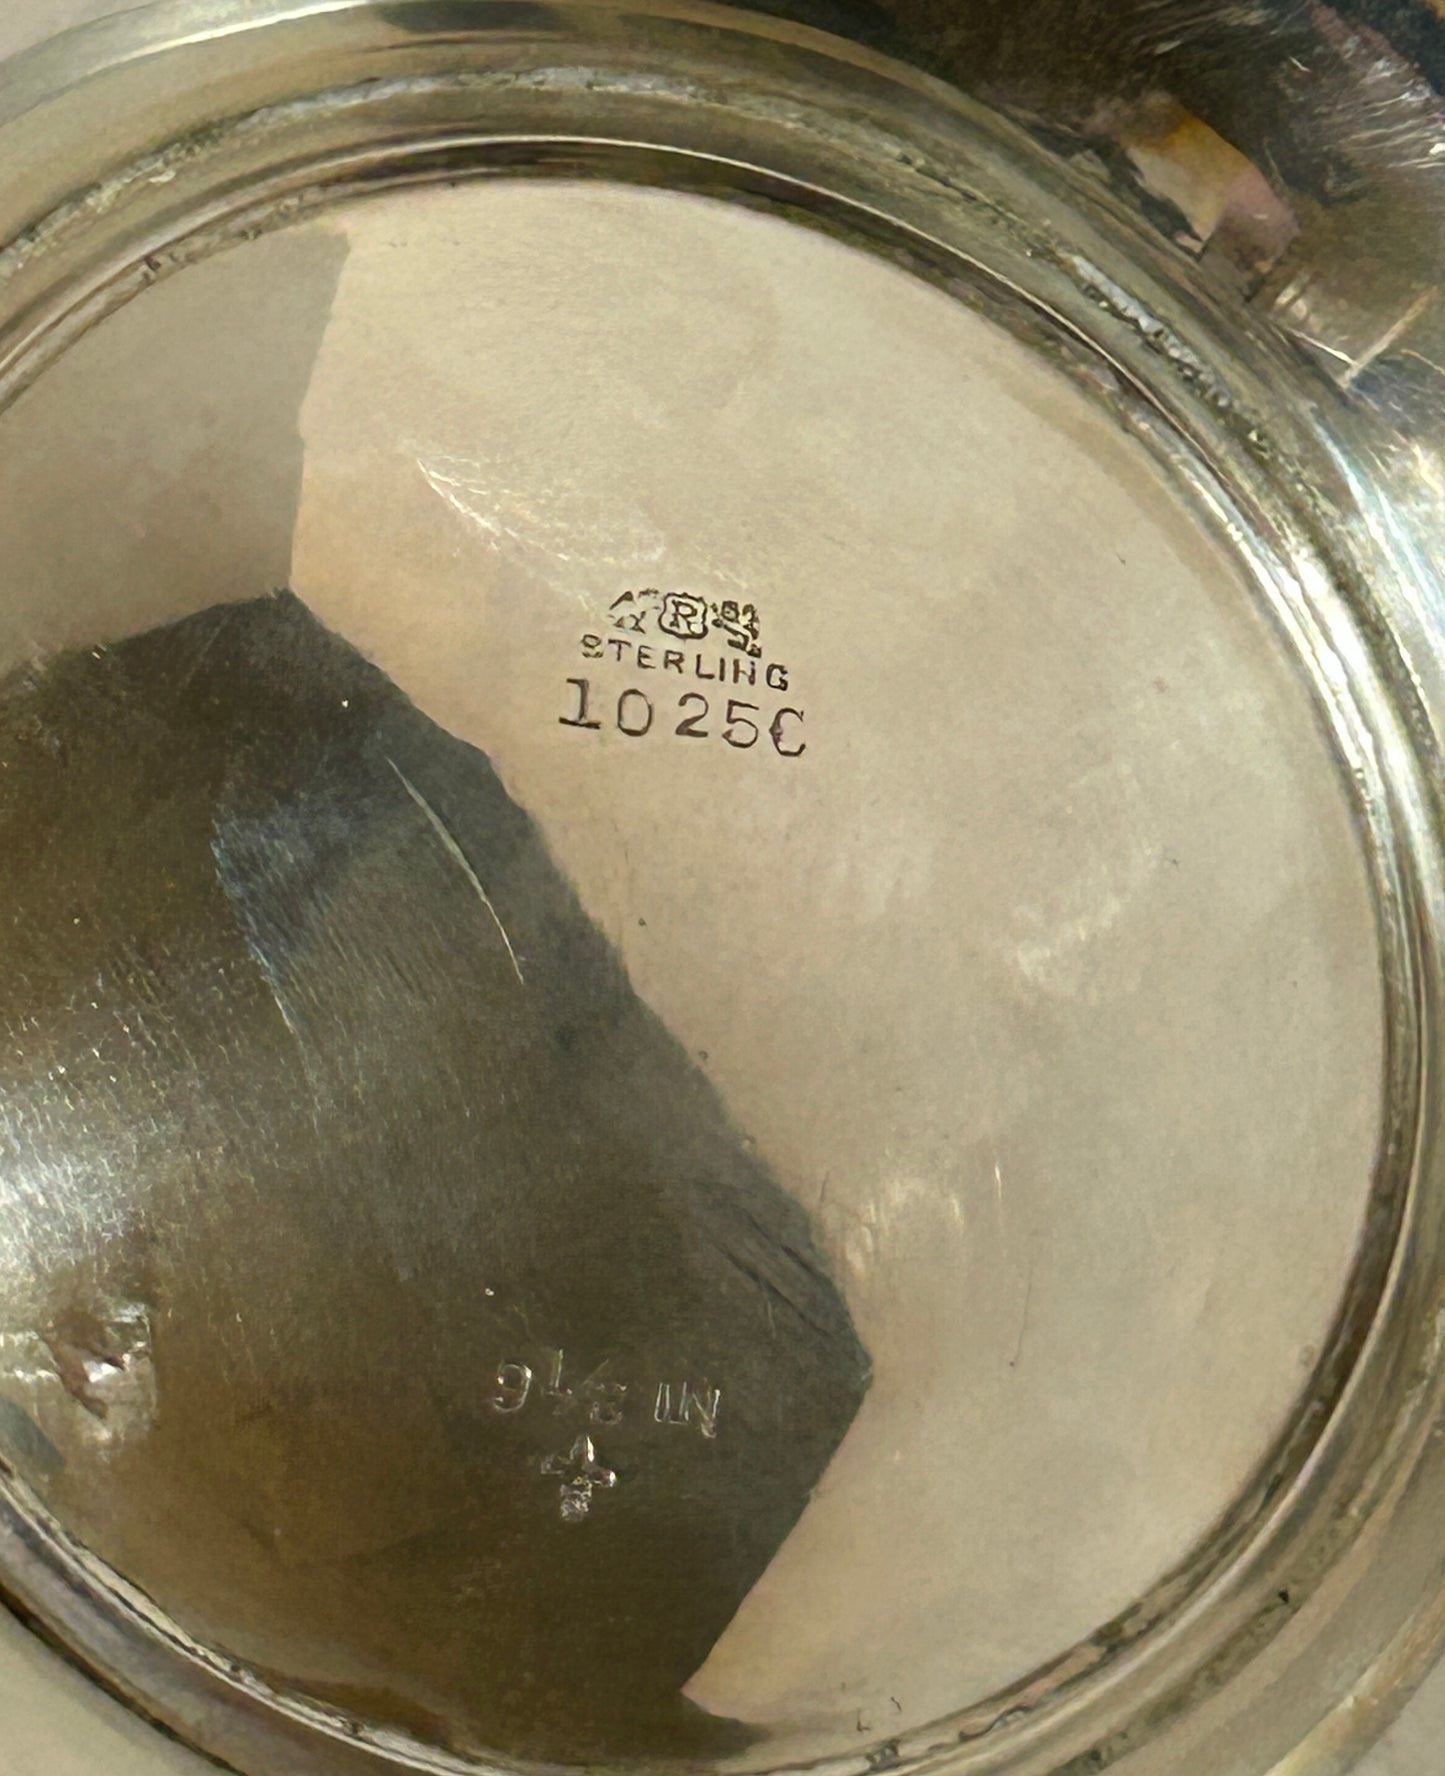 R
STERLING
1025C
9½ IN